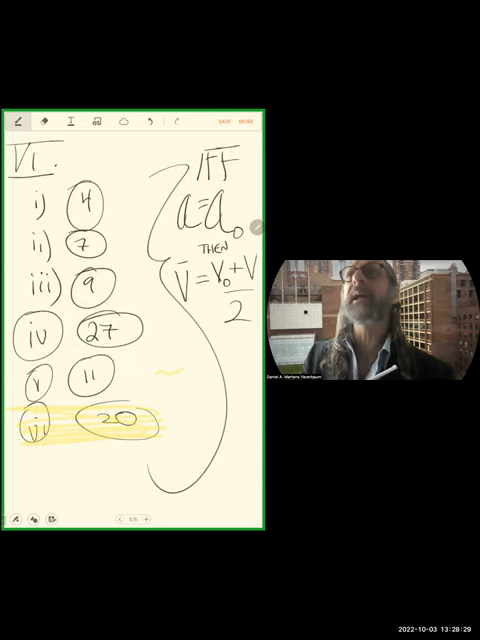 SAVE MORE
VI.
i) 4
ii) 7
iii) 9
iv 27
v 11
vi 20
IFF
a=a₀
THEN
V̄ = V₀+V
2
5/5
Daniel A. Martens Yaverbaum
2022-10-03 13:28:29